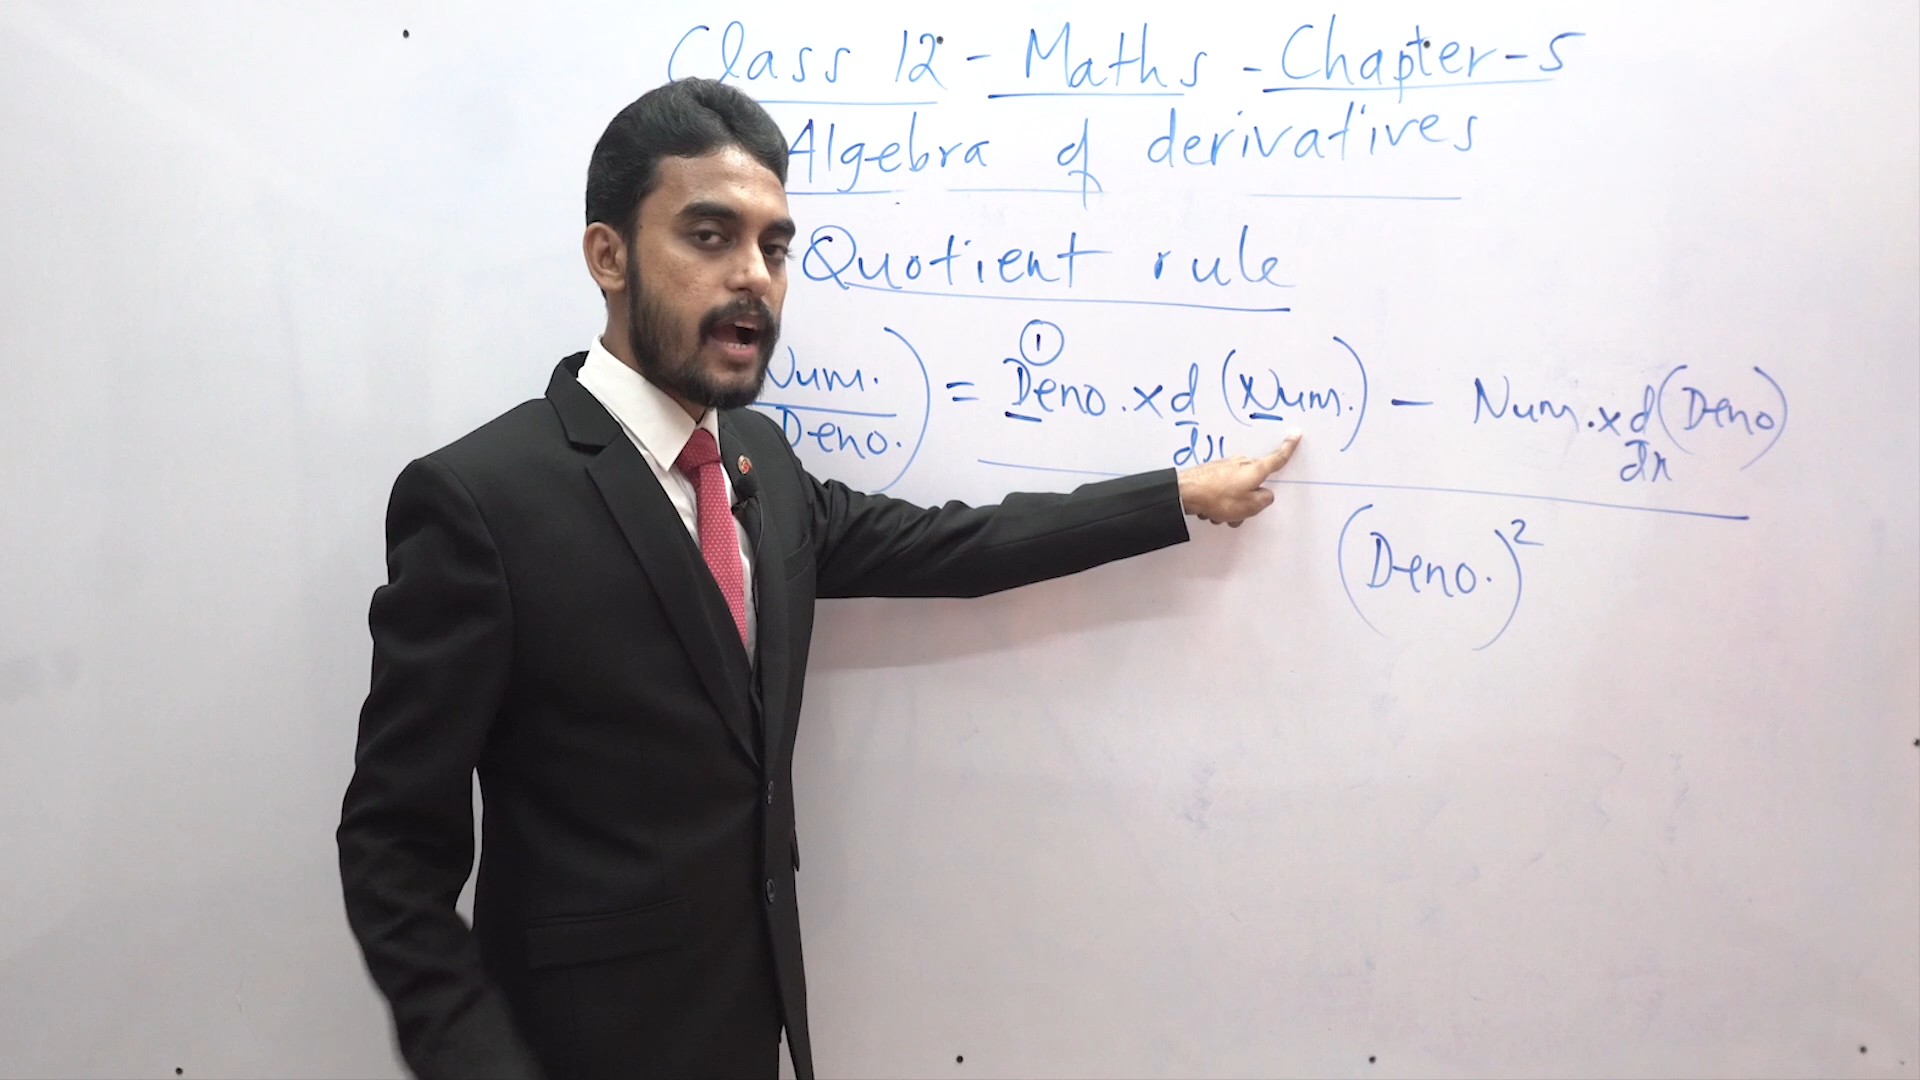 Class 12 - Maths - Chapter-5
Algebra of derivatives
Quotient rule
①
Num. / Deno. ) = Deno. × d/dx (Num.) - Num. × d/dx (Deno)
(Deno.)²